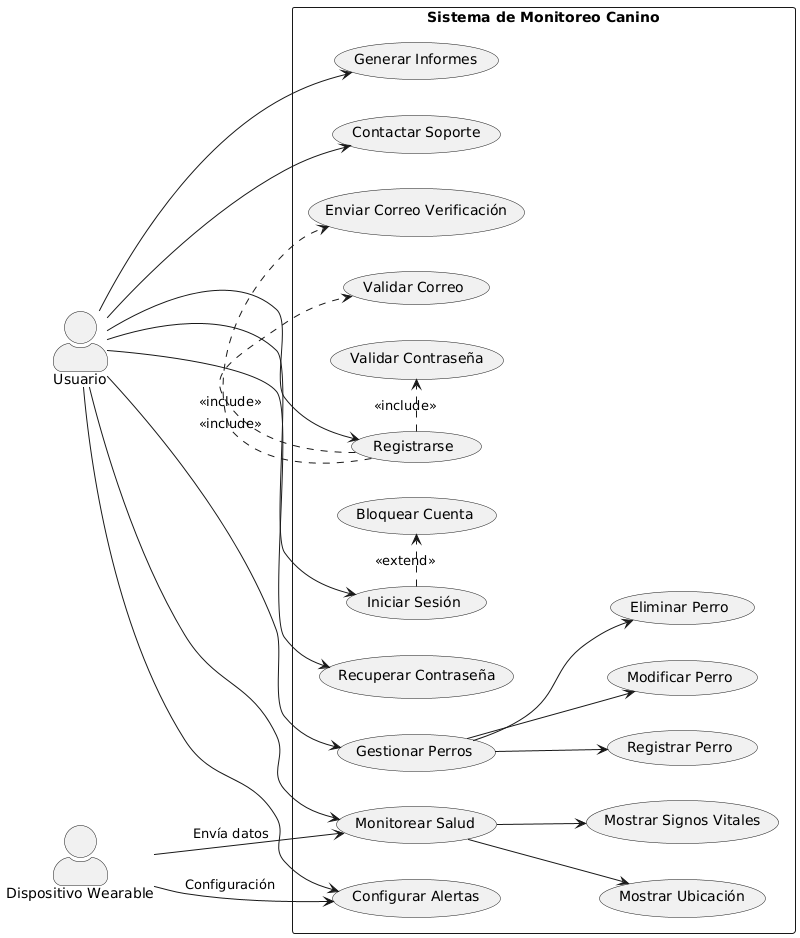 Sistema de Monitoreo Canino
Generar Informes
Contactar Soporte
Enviar Correo Verificación
Validar Correo
Usuario
Validar Contraseña
«include»
«include»
«include»
Registrarse
Bloquear Cuenta
«extend»
Iniciar Sesión
Eliminar Perro
Recuperar Contraseña
Modificar Perro
Gestionar Perros
Registrar Perro
Monitorear Salud
Mostrar Signos Vitales
Envía datos
Dispositivo Wearable
Configuración
Configurar Alertas
Mostrar Ubicación